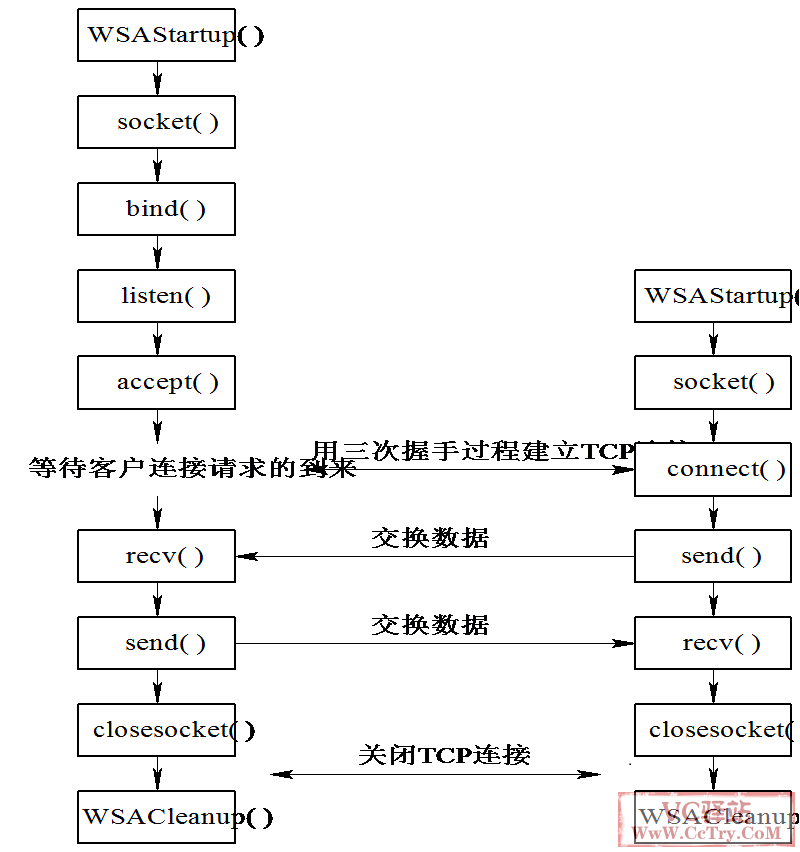 WSAStartup( )
socket( )
bind( )
listen( )
accept( )
等待客户连接请求的到来
recv( )
send( )
closesocket( )
WSACleanup( )
用三次握手过程建立TCP
交换数据
交换数据
关闭TCP连接
WSAStartup(
socket( )
connect( )
send( )
recv( )
closesocket(
WSACleanup
VC驿站
www.CcTry.CoM